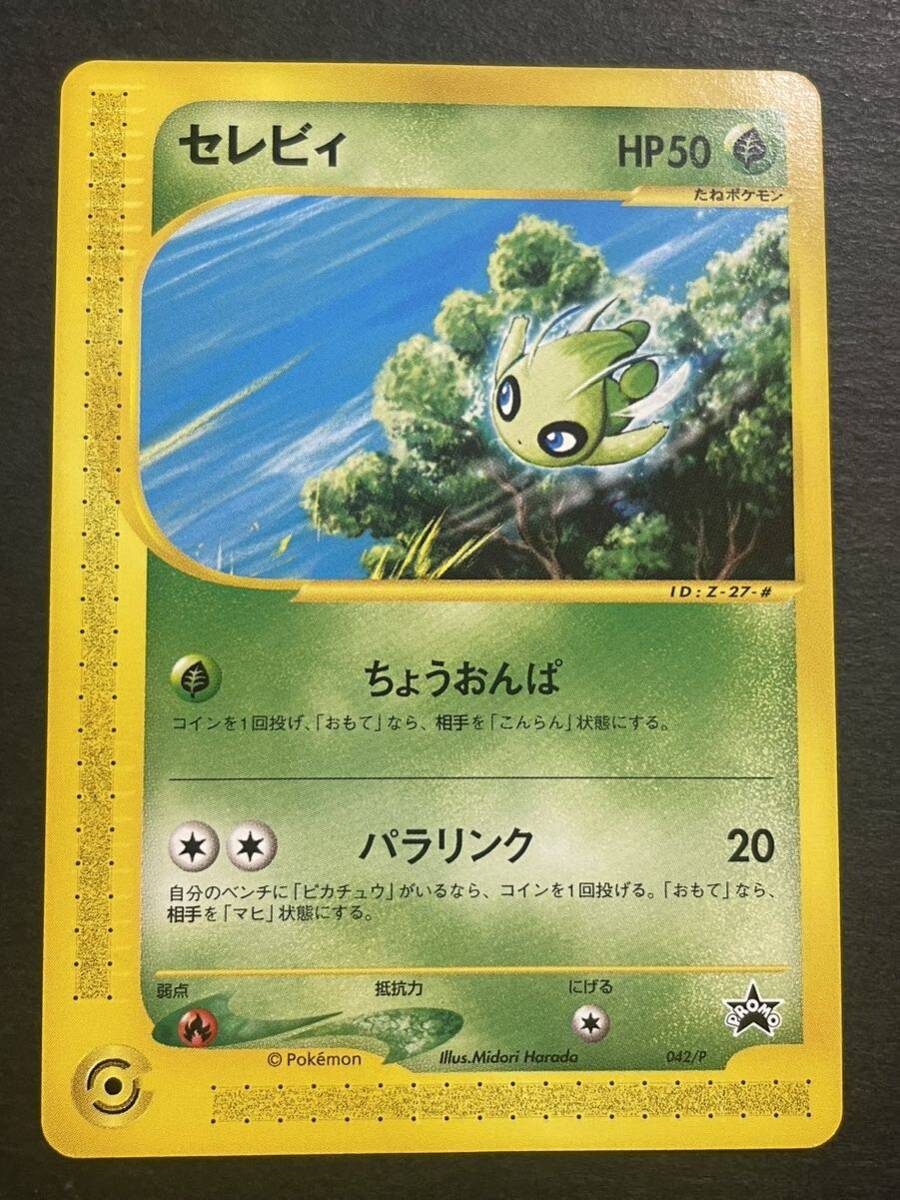 セレビィ HP50
たねポケモン
ID:Z-27-#
ちょうおんぱ
コインを1回投げ、「おもて」なら、相手を「こんらん」状態にする。
パラリンク 20
自分のベンチに「ピカチュウ」がいるなら、コインを1回投げる。「おもて」なら、
相手を「マヒ」状態にする。
弱点 抵抗力 にげる
PROMO
©Pokémon Illus.Midori Harada 042/P